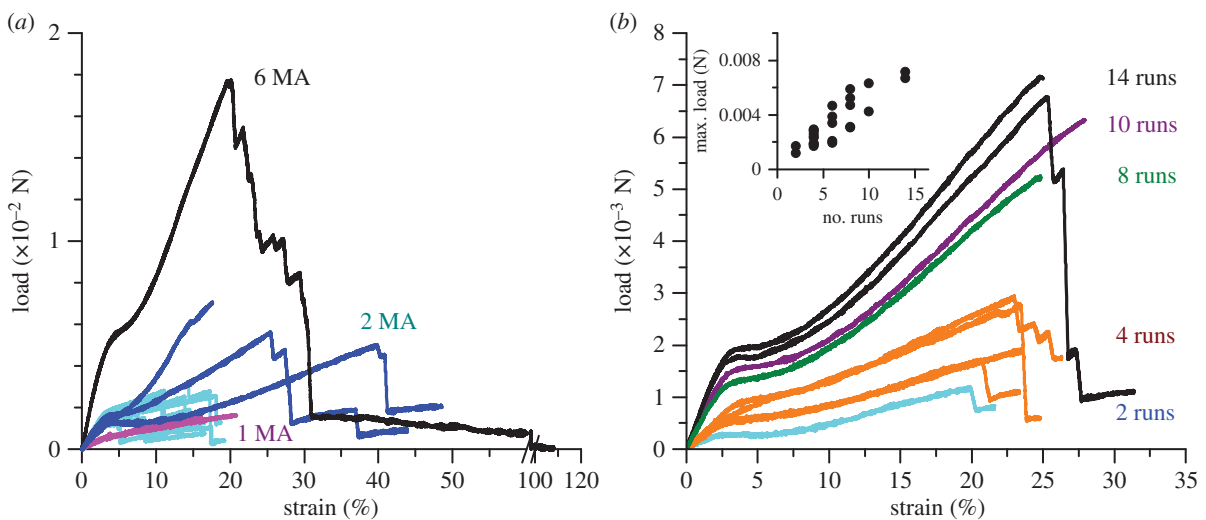 (a)
2
1
0
load (×10⁻² N)
6 MA
2 MA
1 MA
0 10 20 30 40 50 100 120
strain (%)
(b)
8
7
6
5
4
3
2
1
0
load (×10⁻³ N)
0.008
0.004
0
max. load (N)
0 5 10 15
no. runs
14 runs
10 runs
8 runs
4 runs
2 runs
0 5 10 15 20 25 30 35
strain (%)